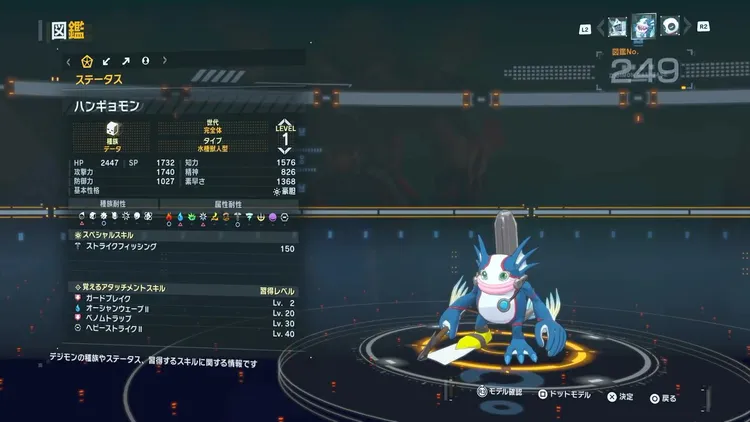 図鑑
L2
R2
図鑑No.
249
ステータス
ハンギョモン
種族
データ
世代
完全体
タイプ
水棲獣人型
LEVEL
1
HP 2447 SP 1732 知力 1576
攻撃力 1740 精神 826
防御力 1027 素早さ 1368
基本性格 豪胆
種族耐性 属性耐性
スペシャルスキル
ストライクフィッシング 150
覚えるアタッチメントスキル 習得レベル
ガードブレイク Lv. 2
オーシャンウェーブⅡ Lv. 20
ベノムトラップ Lv. 30
ヘビーストライクⅡ Lv. 40
デジモンの種族やステータス、習得するスキルに関する情報です
モデル確認 ドットモデル 決定 戻る